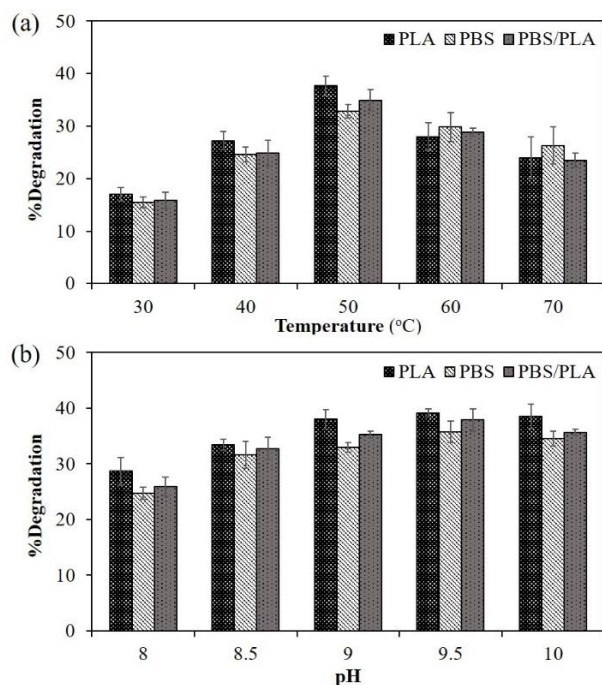 (a)
50
PLA PBS PBS/PLA
40
30
20
10
0
%Degradation
30 40 50 60 70
Temperature (°C)
(b)
50
PLA PBS PBS/PLA
40
30
20
10
0
%Degradation
8 8.5 9 9.5 10
pH